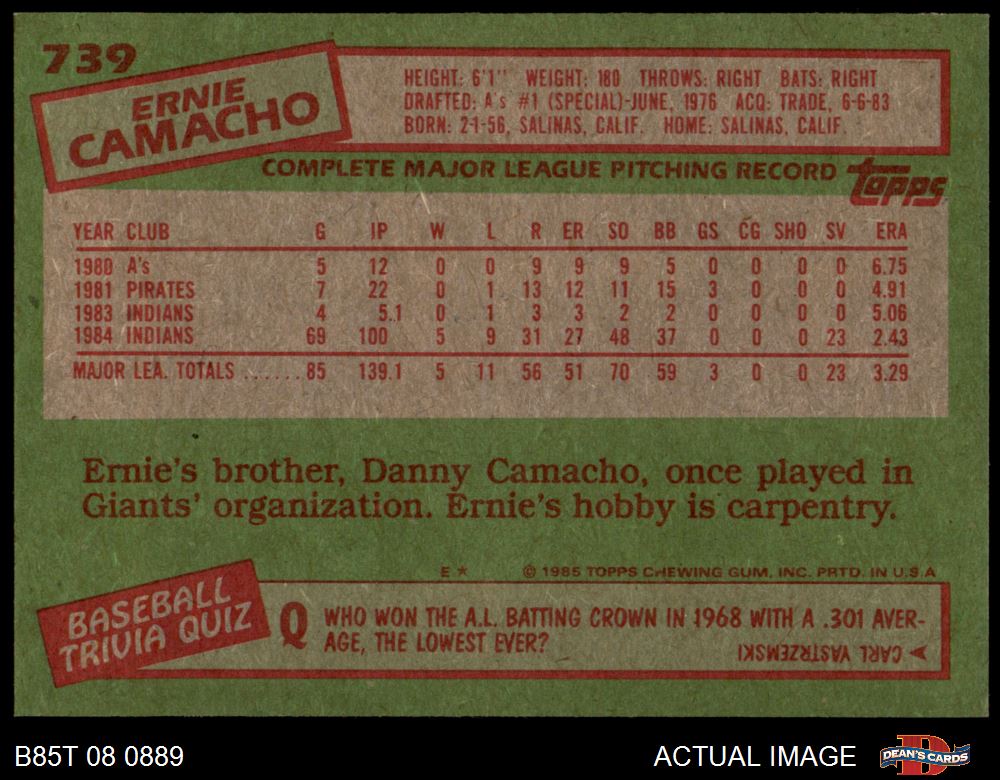 739
ERNIE
CAMACHO
HEIGHT: 6'1" WEIGHT: 180 THROWS: RIGHT BATS: RIGHT
DRAFTED: A's #1 (SPECIAL)-JUNE, 1976 ACQ: TRADE, 6-6-83
BORN: 2-1-56, SALINAS, CALIF. HOME: SALINAS, CALIF.
COMPLETE MAJOR LEAGUE PITCHING RECORD
topps
YEAR CLUB G IP W L R ER SO BB GS CG SHO SV ERA
1980 A's 5 12 0 0 9 9 9 5 0 0 0 0 6.75
1981 PIRATES 7 22 0 1 13 12 11 15 3 0 0 0 4.91
1983 INDIANS 4 5.1 0 1 3 3 2 2 0 0 0 0 5.06
1984 INDIANS 69 100 5 9 31 27 48 37 0 0 0 23 2.43
MAJOR LEA. TOTALS ...... 85 139.1 5 11 56 51 70 59 3 0 0 23 3.29
Ernie's brother, Danny Camacho, once played in
Giants' organization. Ernie's hobby is carpentry.
E * © 1985 TOPPS CHEWING GUM, INC. PRTD. IN U.S.A
BASEBALL
TRIVIA QUIZ
Q WHO WON THE A.L. BATTING CROWN IN 1968 WITH A .301 AVER-
AGE, THE LOWEST EVER?
CARL YASTRZEMSKI
B85T 08 0889
ACTUAL IMAGE
D
DEAN'S CARDS